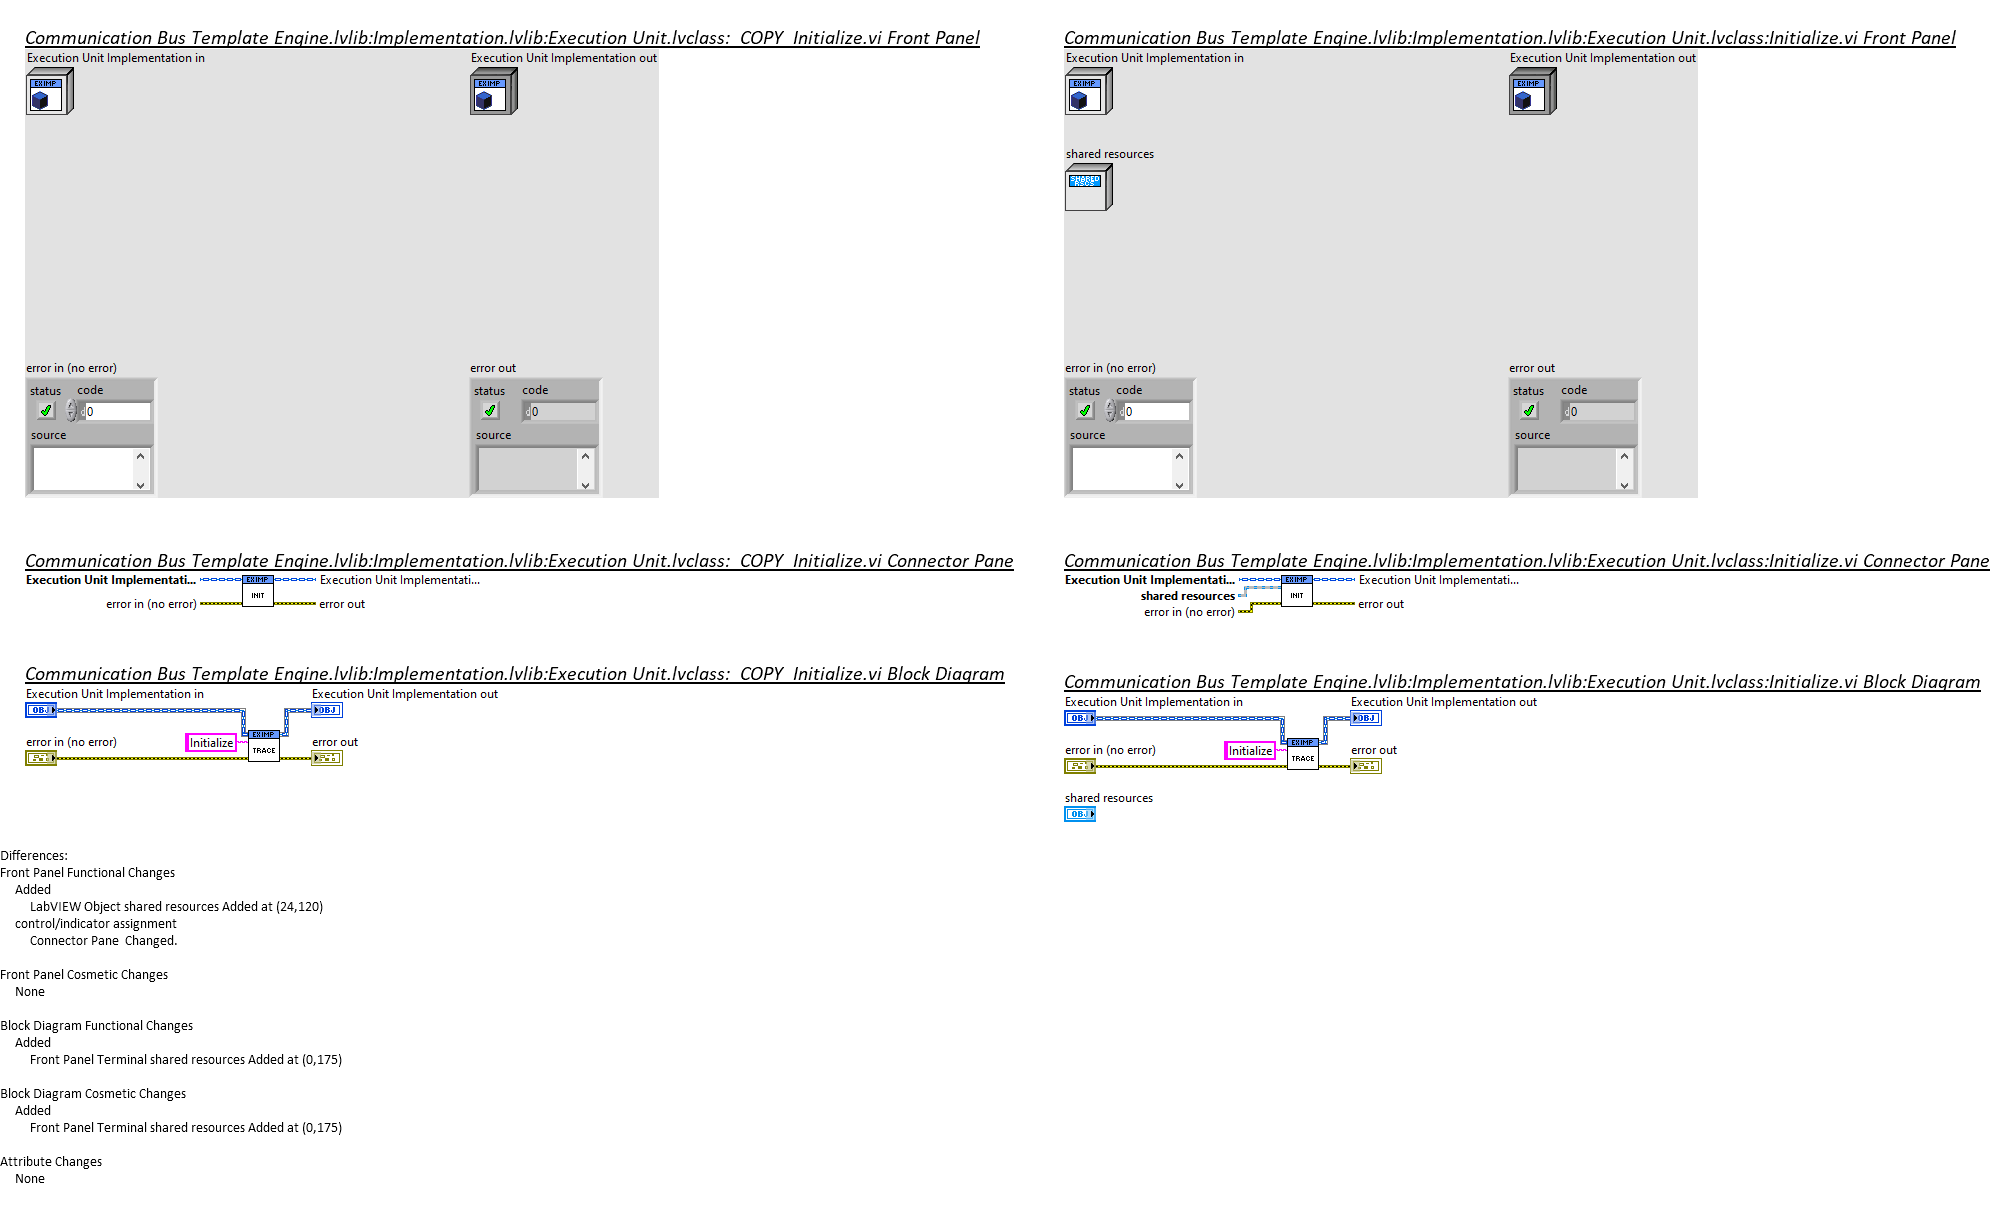 Communication Bus Template Engine.lvlib:Implementation.lvlib:Execution Unit.lvclass:  COPY  Initialize.vi Front Panel
Execution Unit Implementation in
Execution Unit Implementation out
EXIMP
EXIMP
error in (no error)
error out
status code
status code
0
d0
source
source
Communication Bus Template Engine.lvlib:Implementation.lvlib:Execution Unit.lvclass:Initialize.vi Front Panel
Execution Unit Implementation in
Execution Unit Implementation out
EXIMP
EXIMP
shared resources
SHARED
RSCS
error in (no error)
error out
status code
status code
d0
d0
source
source
Communication Bus Template Engine.lvlib:Implementation.lvlib:Execution Unit.lvclass:  COPY  Initialize.vi Connector Pane
Execution Unit Implementati...
EXIMP
Execution Unit Implementati...
INIT
error in (no error)
error out
Communication Bus Template Engine.lvlib:Implementation.lvlib:Execution Unit.lvclass:Initialize.vi Connector Pane
Execution Unit Implementati...
EXIMP
Execution Unit Implementati...
shared resources
INIT
error in (no error)
error out
Communication Bus Template Engine.lvlib:Implementation.lvlib:Execution Unit.lvclass:  COPY  Initialize.vi Block Diagram
Execution Unit Implementation in
Execution Unit Implementation out
OBJ
OBJ
error in (no error)
Initialize
EXIMP
TRACE
error out
Communication Bus Template Engine.lvlib:Implementation.lvlib:Execution Unit.lvclass:Initialize.vi Block Diagram
Execution Unit Implementation in
Execution Unit Implementation out
OBJ
OBJ
error in (no error)
Initialize
EXIMP
TRACE
error out
shared resources
OBJ
Differences:
Front Panel Functional Changes
Added
LabVIEW Object shared resources Added at (24,120)
control/indicator assignment
Connector Pane  Changed.
Front Panel Cosmetic Changes
None
Block Diagram Functional Changes
Added
Front Panel Terminal shared resources Added at (0,175)
Block Diagram Cosmetic Changes
Added
Front Panel Terminal shared resources Added at (0,175)
Attribute Changes
None